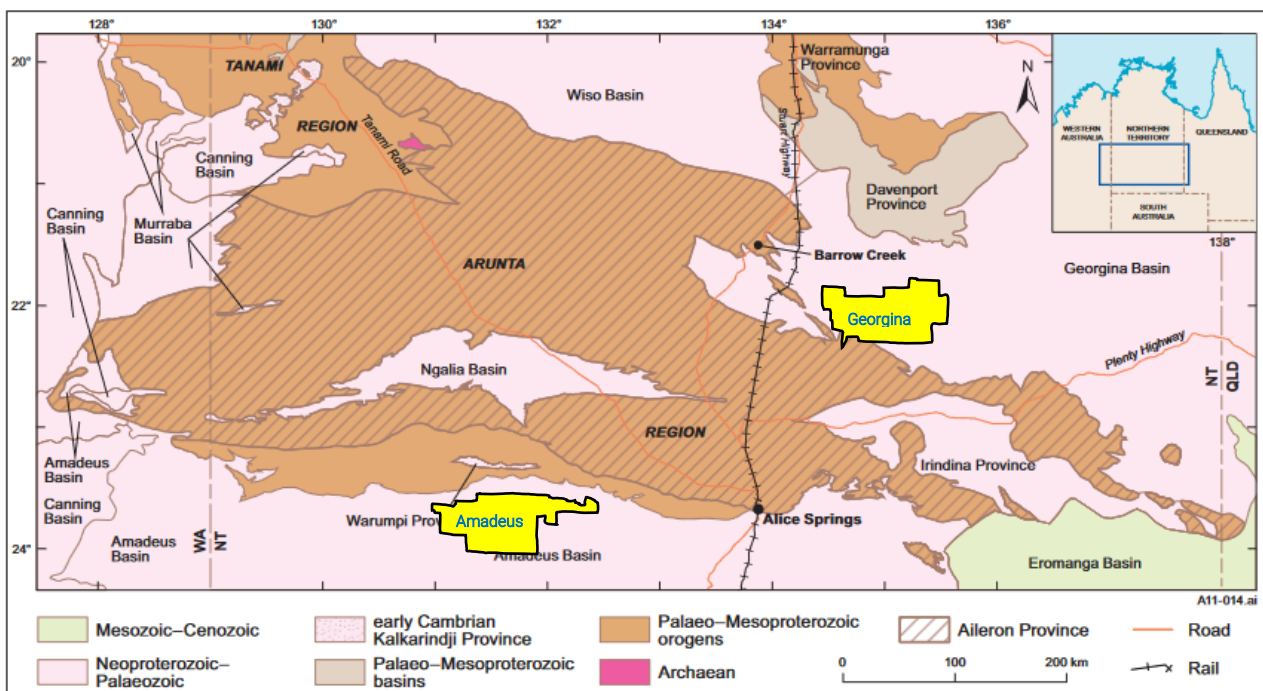 128°
130°
132°
134°
136°
20°
TANAMI
Warramunga
Province
Wiso Basin
N
WESTERN
AUSTRALIA
NORTHERN
TERRITORY
QUEENSLAND
SOUTH
AUSTRALIA
138°
REGION
Tanami Road
Stuart Highway
Canning
Basin
Davenport
Province
Canning
Basin
Murraba
Basin
Barrow Creek
ARUNTA
Georgina Basin
22°
Georgina
Plenty Highway
Ngalia Basin
NT
QLD
REGION
Irindina Province
Amadeus
Basin
Canning
Basin
Warumpi Prov
Amadeus
Alice Springs
Amadeus
Basin
WA
NT
24°
Amadeus Basin
Eromanga Basin
A11-014.ai
Mesozoic–Cenozoic
early Cambrian
Kalkarindji Province
Palaeo–Mesoproterozoic
orogens
Aileron Province
Road
Neoproterozoic–
Palaeozoic
Palaeo–Mesoproterozoic
basins
Archaean
0
100
200 km
Rail